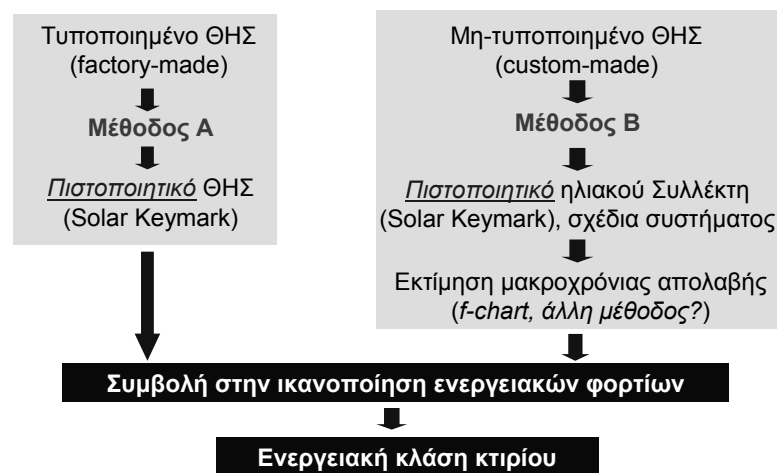 Τυποποιημένο ΘΗΣ
(factory-made)
Μέθοδος Α
Πιστοποιητικό ΘΗΣ
(Solar Keymark)
Μη-τυποποιημένο ΘΗΣ
(custom-made)
Μέθοδος Β
Πιστοποιητικό ηλιακού Συλλέκτη
(Solar Keymark), σχέδια συστήματος
Εκτίμηση μακροχρόνιας απολαβής
(f-chart, άλλη μέθοδος?)
Συμβολή στην ικανοποίηση ενεργειακών φορτίων
Ενεργειακή κλάση κτιρίου